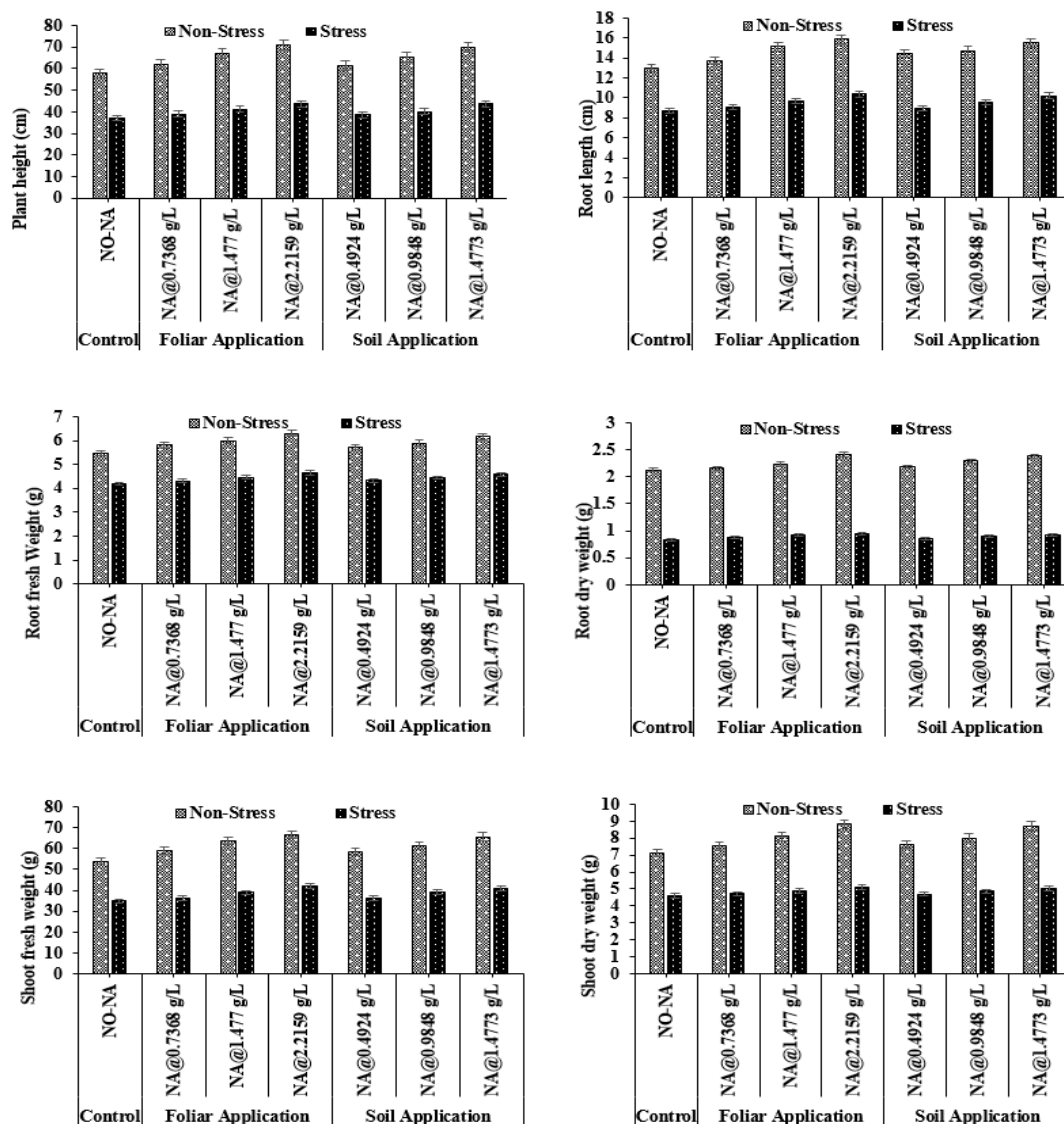 Plant height (cm)
80
70
60
50
40
30
20
10
0
Non-Stress Stress
NO-NA
NA@0.7368 g/L
NA@1.477 g/L
NA@2.2159 g/L
NA@0.4924 g/L
NA@0.9848 g/L
NA@1.4773 g/L
Control Foliar Application Soil Application
Root length (cm)
18
16
14
12
10
8
6
4
2
0
Non-Stress Stress
NO-NA
NA@0.7368 g/L
NA@1.477 g/L
NA@2.2159 g/L
NA@0.4924 g/L
NA@0.9848 g/L
NA@1.4773 g/L
Control Foliar Application Soil Application
Root fresh Weight (g)
7
6
5
4
3
2
1
0
Non-Stress Stress
NO-NA
NA@0.7368 g/L
NA@1.477 g/L
NA@2.2159 g/L
NA@0.4924 g/L
NA@0.9848 g/L
NA@1.4773 g/L
Control Foliar Application Soil Application
Root dry weight (g)
3
2.5
2
1.5
1
0.5
0
Non-Stress Stress
NO-NA
NA@0.7368 g/L
NA@1.477 g/L
NA@2.2159 g/L
NA@0.4924 g/L
NA@0.9848 g/L
NA@1.4773 g/L
Control Foliar Application Soil Application
Shoot fresh weight (g)
80
70
60
50
40
30
20
10
0
Non-Stress Stress
NO-NA
NA@0.7368 g/L
NA@1.477 g/L
NA@2.2159 g/L
NA@0.4924 g/L
NA@0.9848 g/L
NA@1.4773 g/L
Control Foliar Application Soil Application
Shoot dry weight (g)
10
9
8
7
6
5
4
3
2
1
0
Non-Stress Stress
NO-NA
NA@0.7368 g/L
NA@1.477 g/L
NA@2.2159 g/L
NA@0.4924 g/L
NA@0.9848 g/L
NA@1.4773 g/L
Control Foliar Application Soil Application